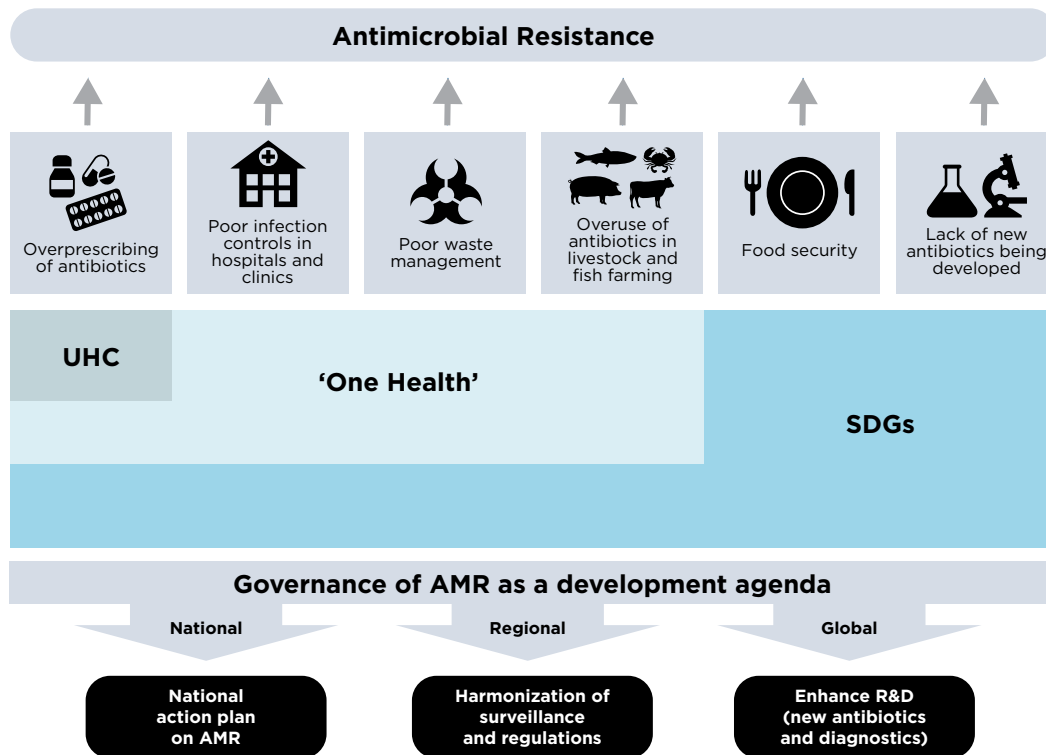 Antimicrobial Resistance
Overprescribing
of antibiotics
Poor infection
controls in
hospitals and
clinics
Poor waste
management
Overuse of
antibiotics in
livestock and
fish farming
Food security
Lack of new
antibiotics being
developed
UHC
‘One Health’
SDGs
Governance of AMR as a development agenda
National
Regional
Global
National
action plan
on AMR
Harmonization of
surveillance
and regulations
Enhance R&D
(new antibiotics
and diagnostics)